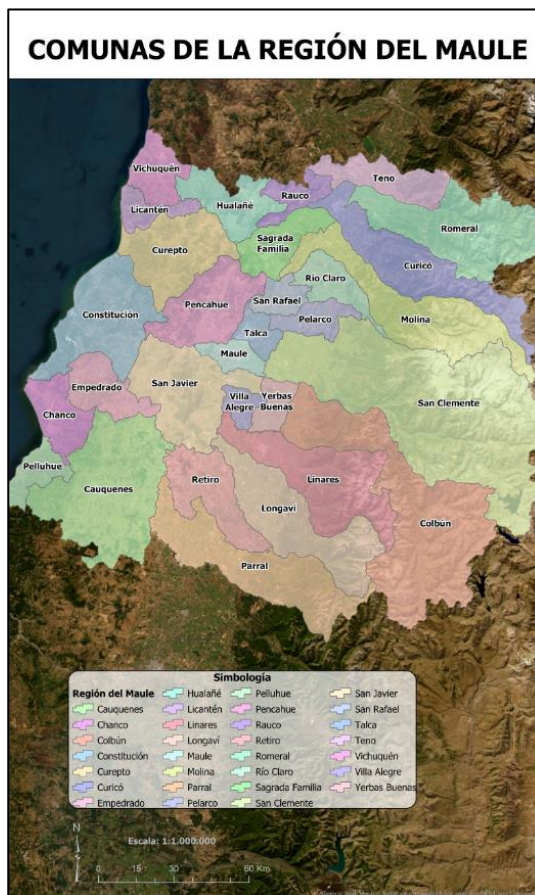 COMUNAS DE LA REGIÓN DEL MAULE
Vichuquén
Teno
Rauco
Hualañé
Licantén
Romeral
Sagrada
Familia
Curepto
Curicó
Río Claro
San Rafael
Pencahue
Constitución
Pelarco
Molina
Talca
Maule
San Javier
Empedrado
Villa
Alegre
Yerbas
Buenas
San Clemente
Chanco
Pelluhue
Retiro
Linares
Cauquenes
Longaví
Colbún
Parral
Simbología
Región del Maule
Cauquenes
Chanco
Colbún
Constitución
Curepto
Curicó
Empedrado
Hualañé
Licantén
Linares
Longaví
Maule
Molina
Parral
Pelarco
Pelluhue
Pencahue
Rauco
Retiro
Romeral
Río Claro
Sagrada Familia
San Clemente
San Javier
San Rafael
Talca
Teno
Vichuquén
Villa Alegre
Yerbas Buenas
N
Escala: 1:1.000.000
0 30 60 Km